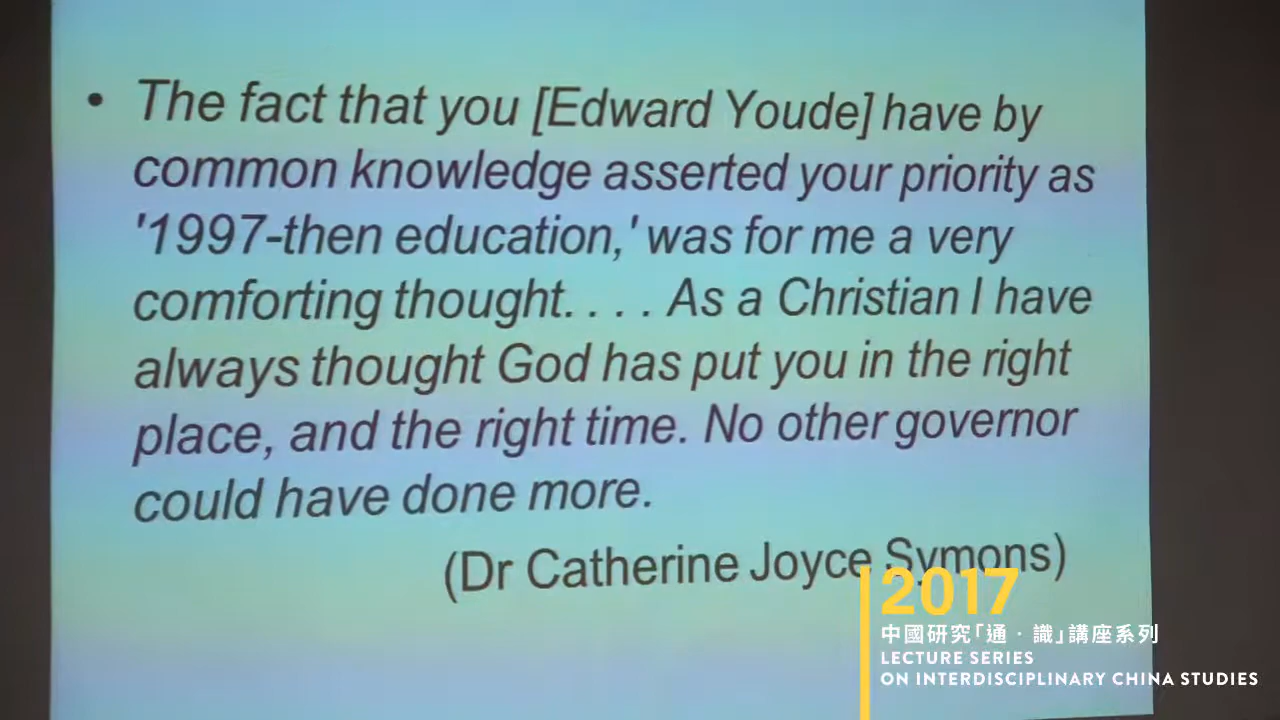 • The fact that you [Edward Youde] have by
common knowledge asserted your priority as
'1997-then education,' was for me a very
comforting thought. . . . As a Christian I have
always thought God has put you in the right
place, and the right time. No other governor
could have done more.
(Dr Catherine Joyce Symons)
2017
中國研究「通‧識」講座系列
LECTURE SERIES
ON INTERDISCIPLINARY CHINA STUDIES